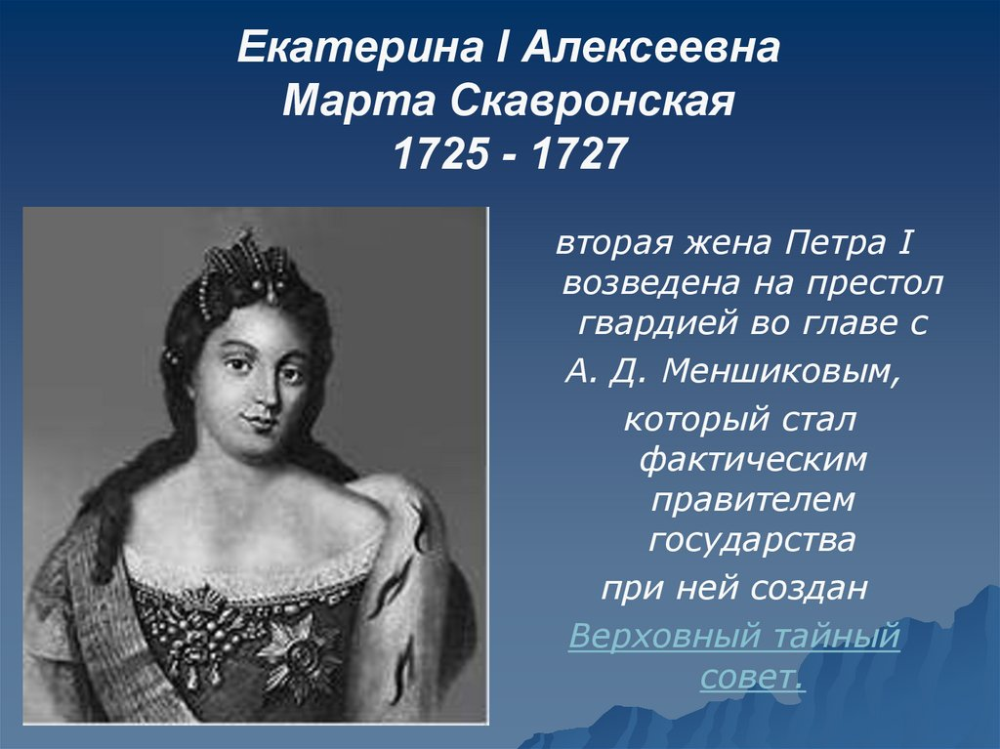 Екатерина I Алексеевна
Марта Скавронская
1725 - 1727
вторая жена Петра I
возведена на престол
гвардией во главе с
А. Д. Меншиковым,
который стал
фактическим
правителем
государства
при ней создан
Верховный тайный
совет.